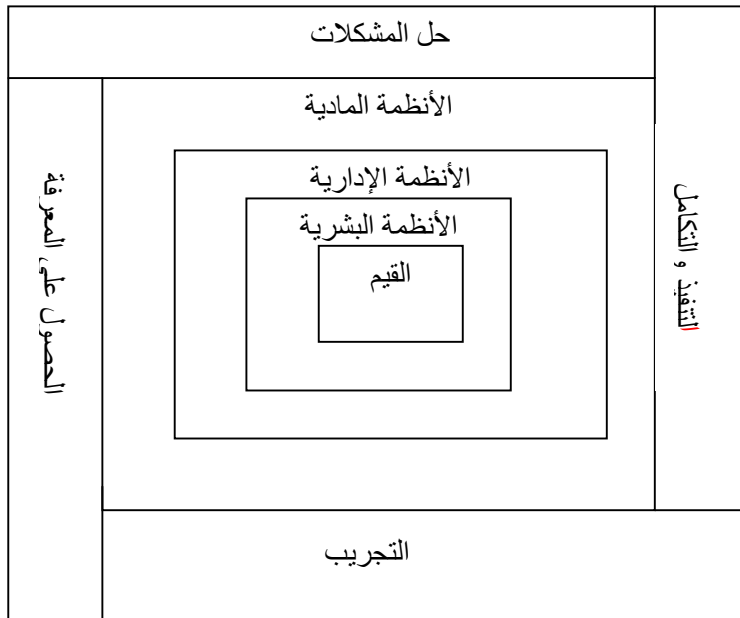 حل المشكلات
الأنظمة المادية
الأنظمة الإدارية
الأنظمة البشرية
القيم
التنفيذ و التكامل
الحصول على المعرفة
التجريب